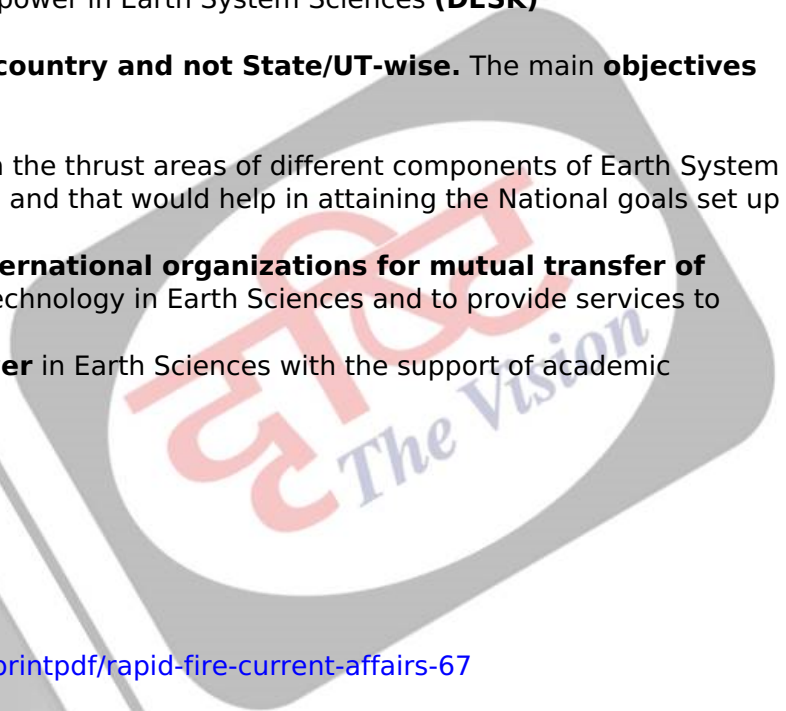 power in Earth System Sciences (DESK)
country and not State/UT-wise. The main objectives
the thrust areas of different components of Earth System
and that would help in attaining the National goals set up
ernational organizations for mutual transfer of
echnology in Earth Sciences and to provide services to
er in Earth Sciences with the support of academic
दृष्टि
The Vision
printpdf/rapid-fire-current-affairs-67